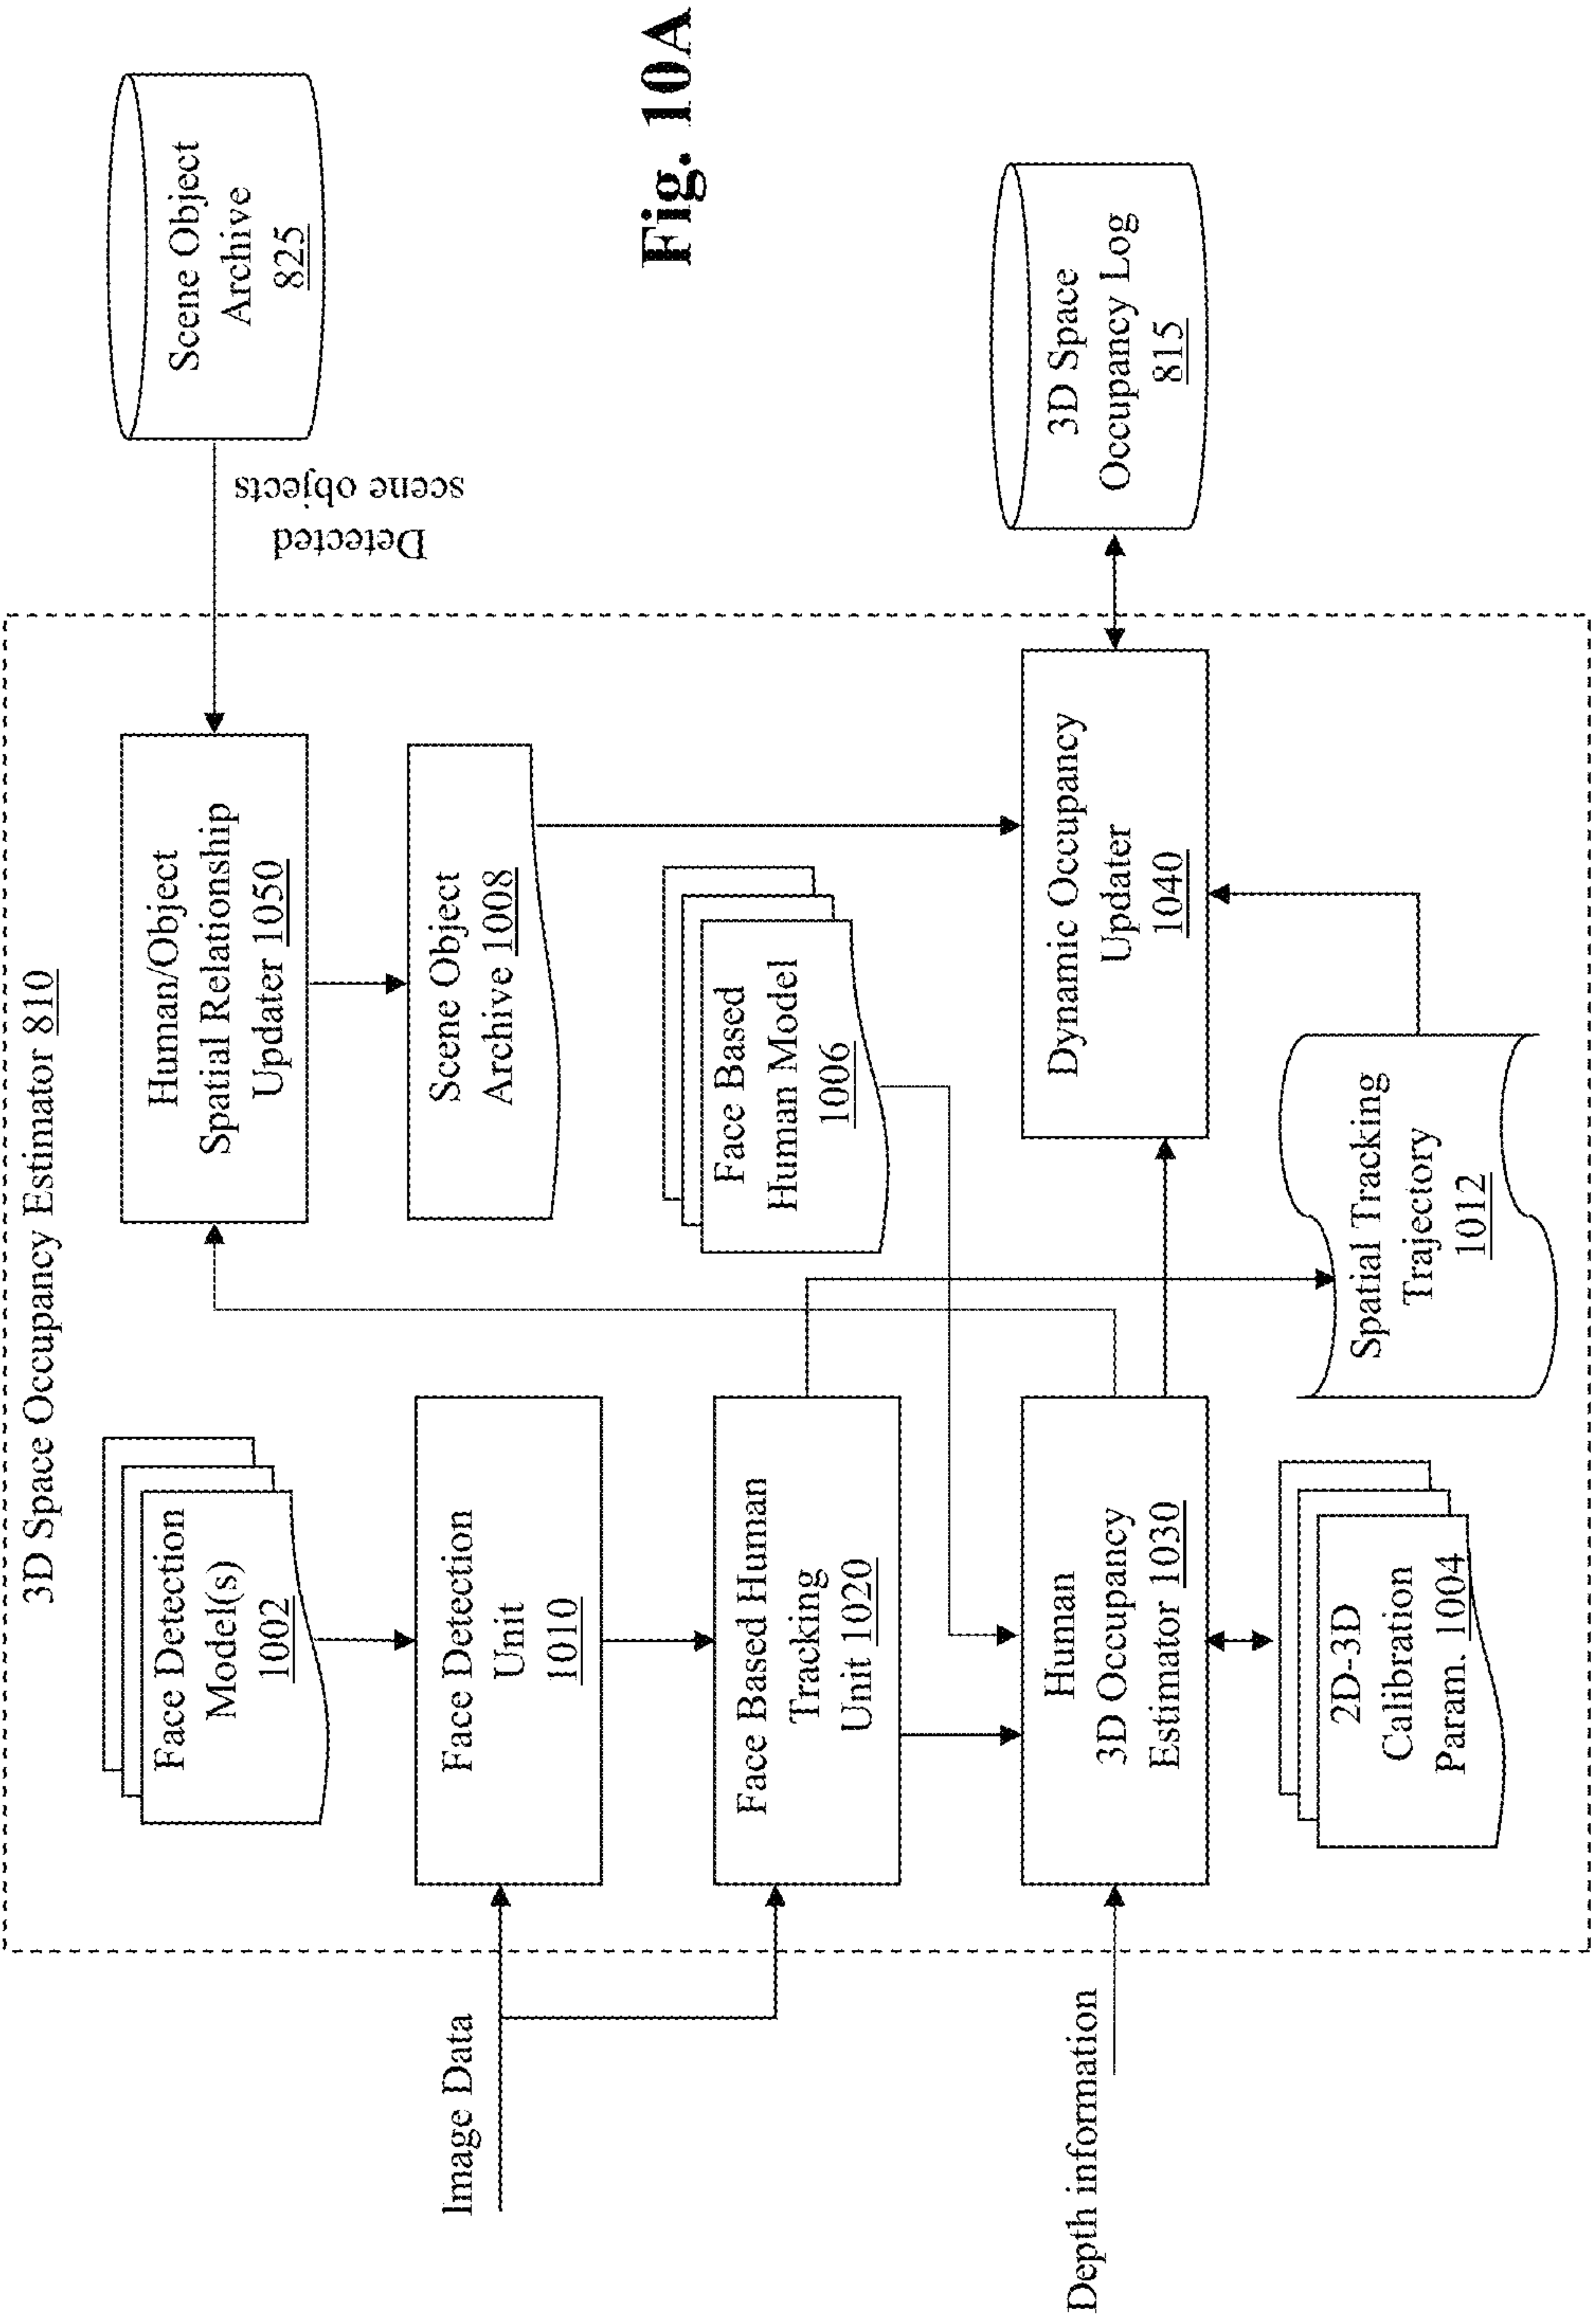 3D Space Occupancy Estimator 810
Face Detection
Model(s)
1002
Human/Object
Spatial Relationship
Updater 1050
Scene Object
Archive
825
Detected
scene objects
Image Data
Face Detection
Unit
1010
Scene Object
Archive 1008
Face Based Human
Tracking
Unit 1020
Face Based
Human Model
1006
Depth information
Human
3D Occupancy
Estimator 1030
Dynamic Occupancy
Updater
1040
3D Space
Occupancy Log
815
2D-3D
Calibration
Param. 1004
Spatial Tracking
Trajectory
1012
Fig. 10A